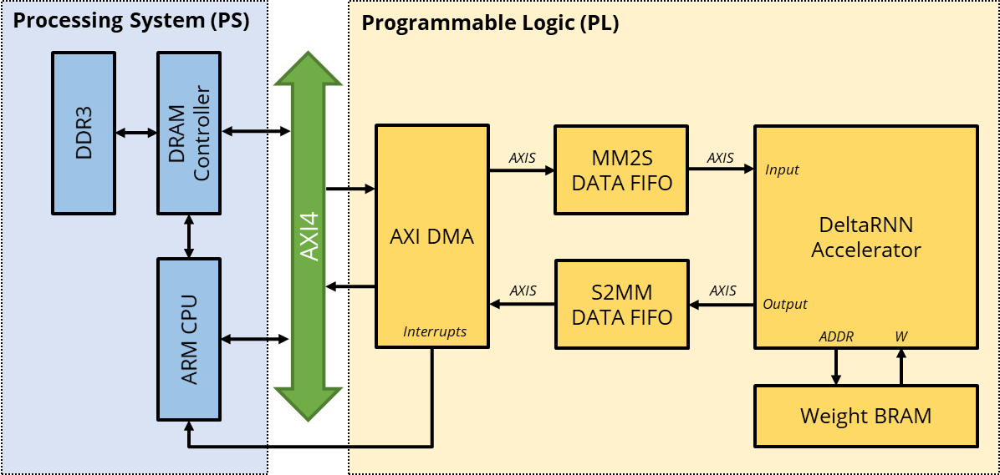 Processing System (PS)
Programmable Logic (PL)
DDR3
DRAM
Controller
ARM CPU
AXI4
AXI DMA
Interrupts
AXIS
MM2S
DATA FIFO
AXIS
Input
DeltaRNN
Accelerator
AXIS
S2MM
DATA FIFO
AXIS
Output
ADDR
W
Weight BRAM